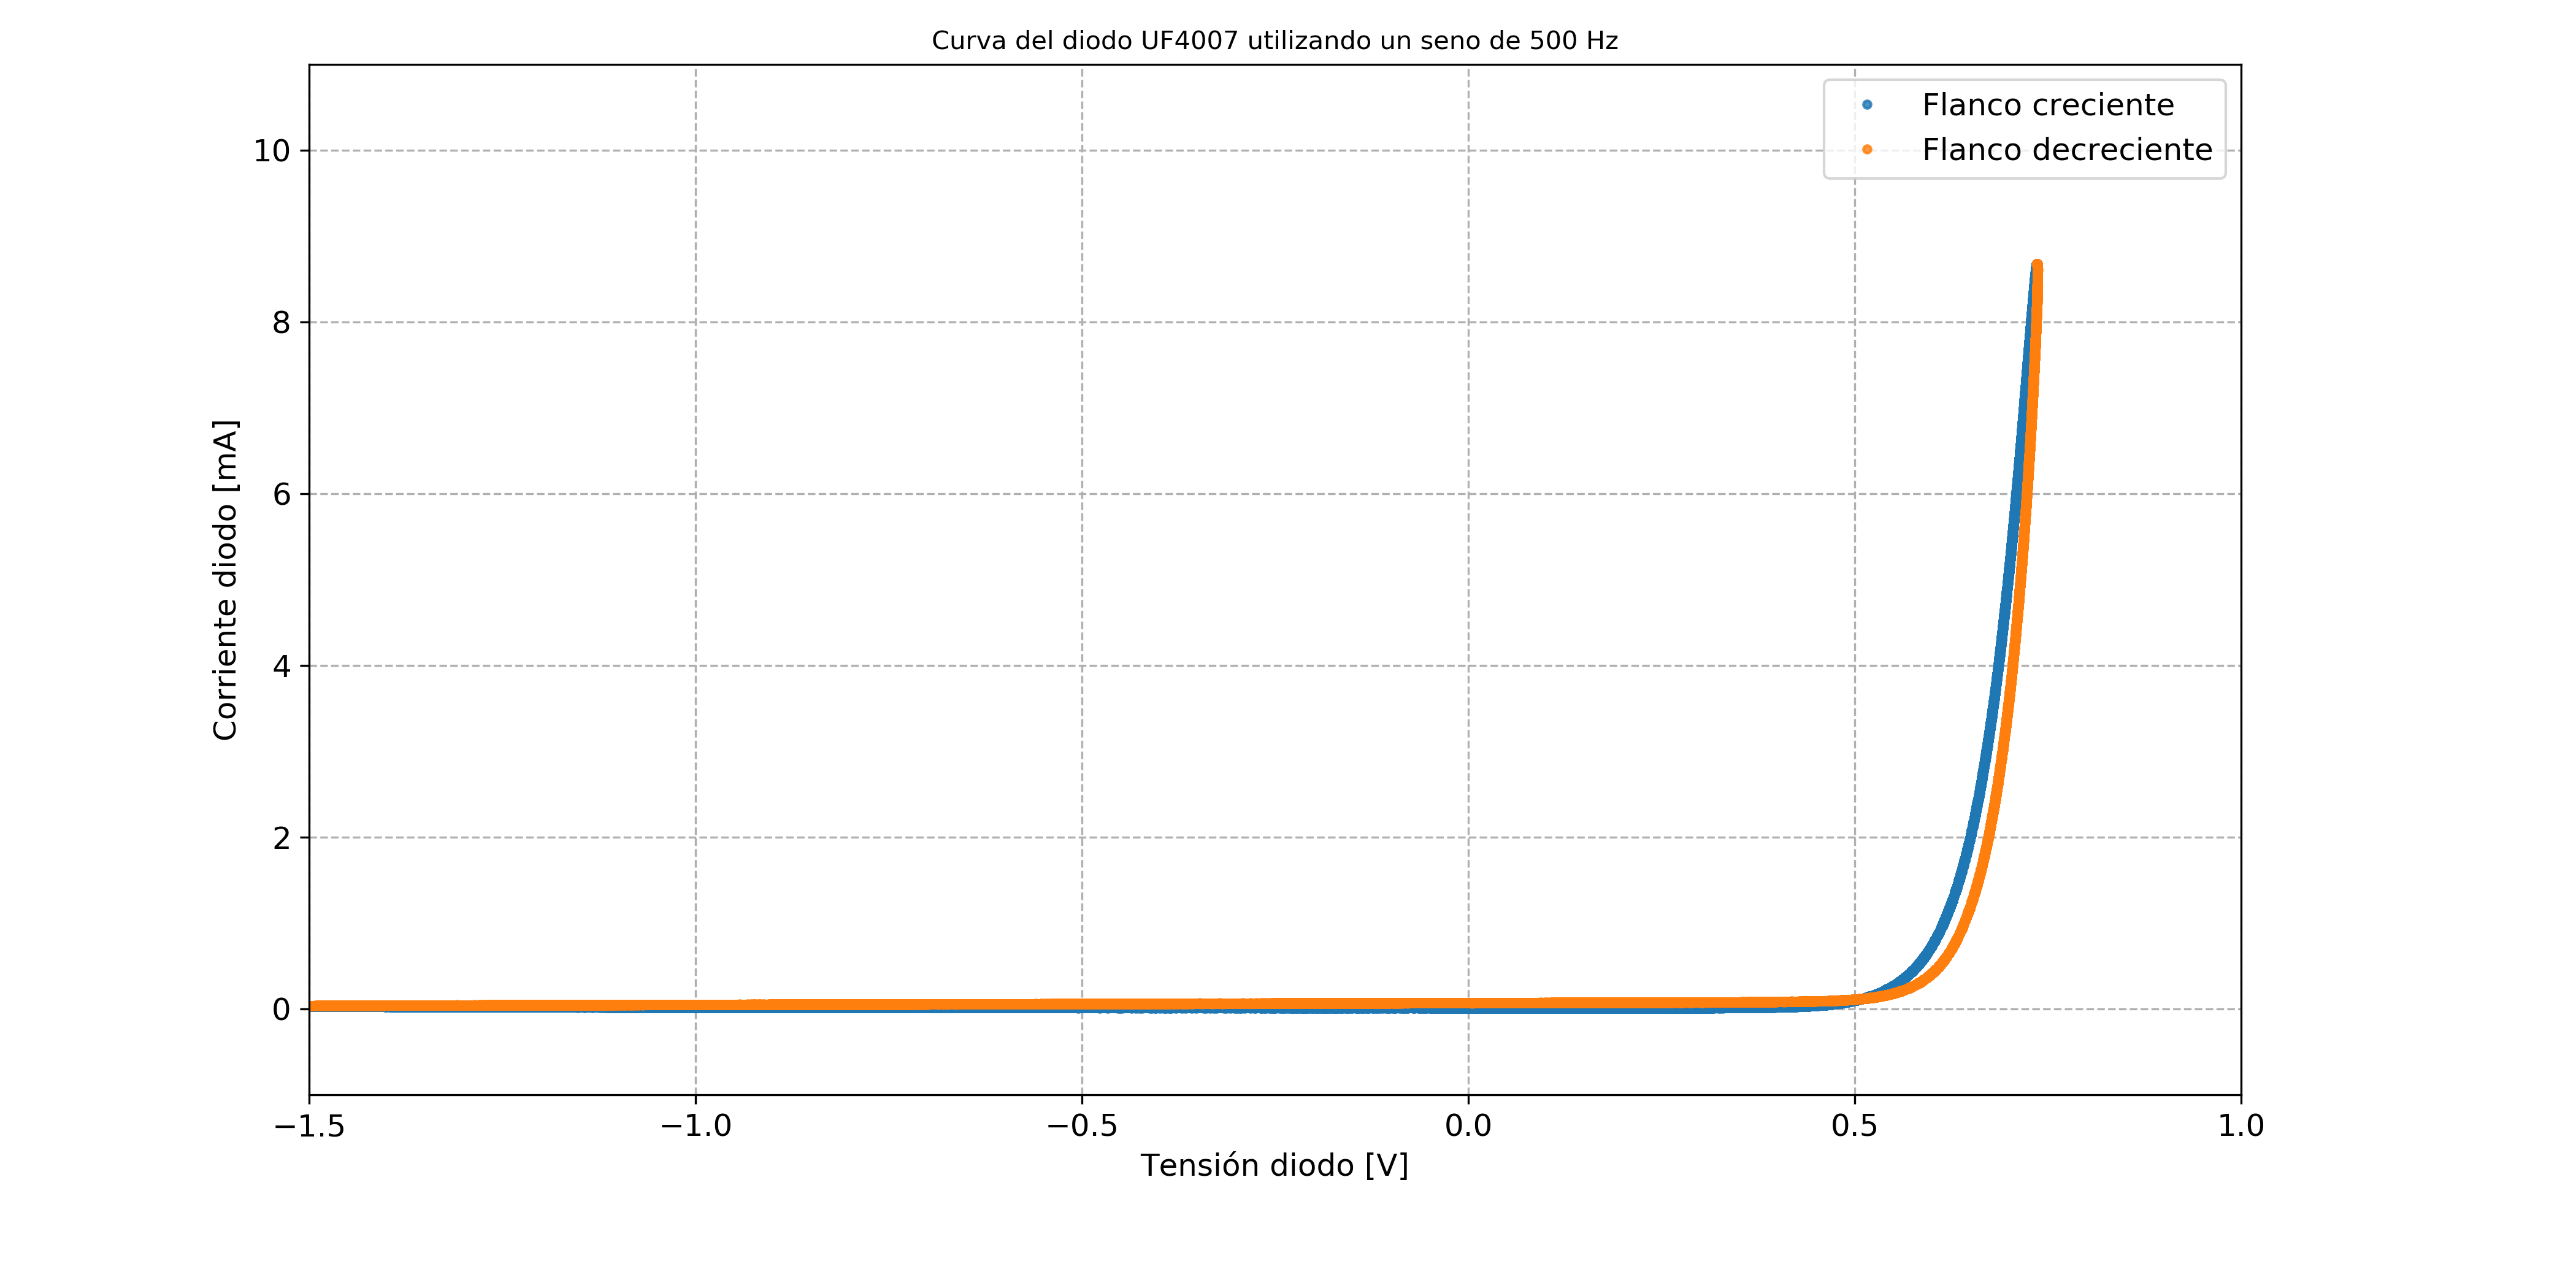 Curva del diodo UF4007 utilizando un seno de 500 Hz
Flanco creciente
Flanco decreciente
10
8
6
4
2
0
Corriente diodo [mA]
−1.5
−1.0
−0.5
0.0
0.5
1.0
Tensión diodo [V]